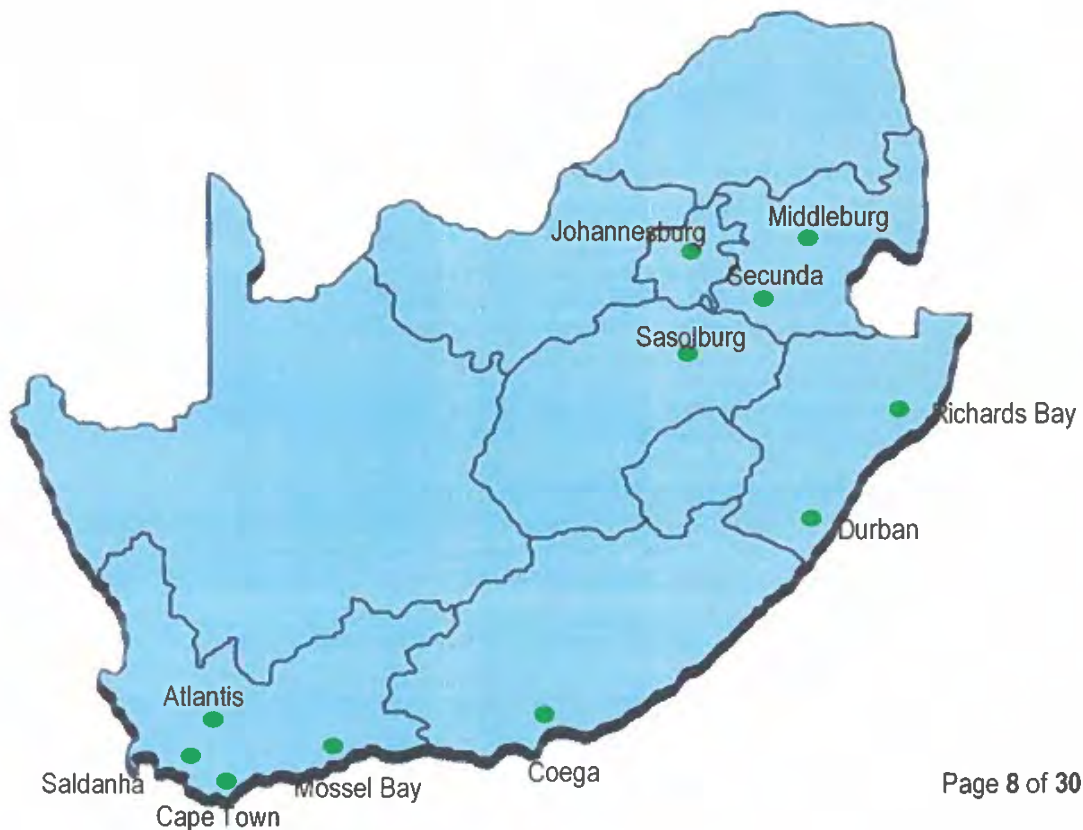 Middleburg
Johannesburg
Secunda
Sasolburg
Richards Bay
Durban
Atlantis
Coega
Saldanha
Mossel Bay
Cape Town
Page 8 of 30